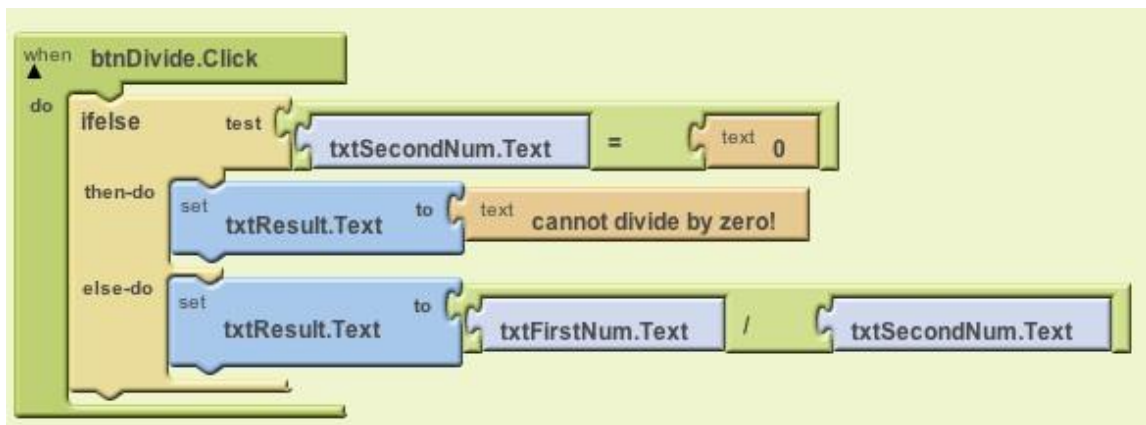 when btnDivide.Click
do
ifelse test txtSecondNum.Text = text 0
then-do set txtResult.Text to text cannot divide by zero!
else-do set txtResult.Text to txtFirstNum.Text / txtSecondNum.Text